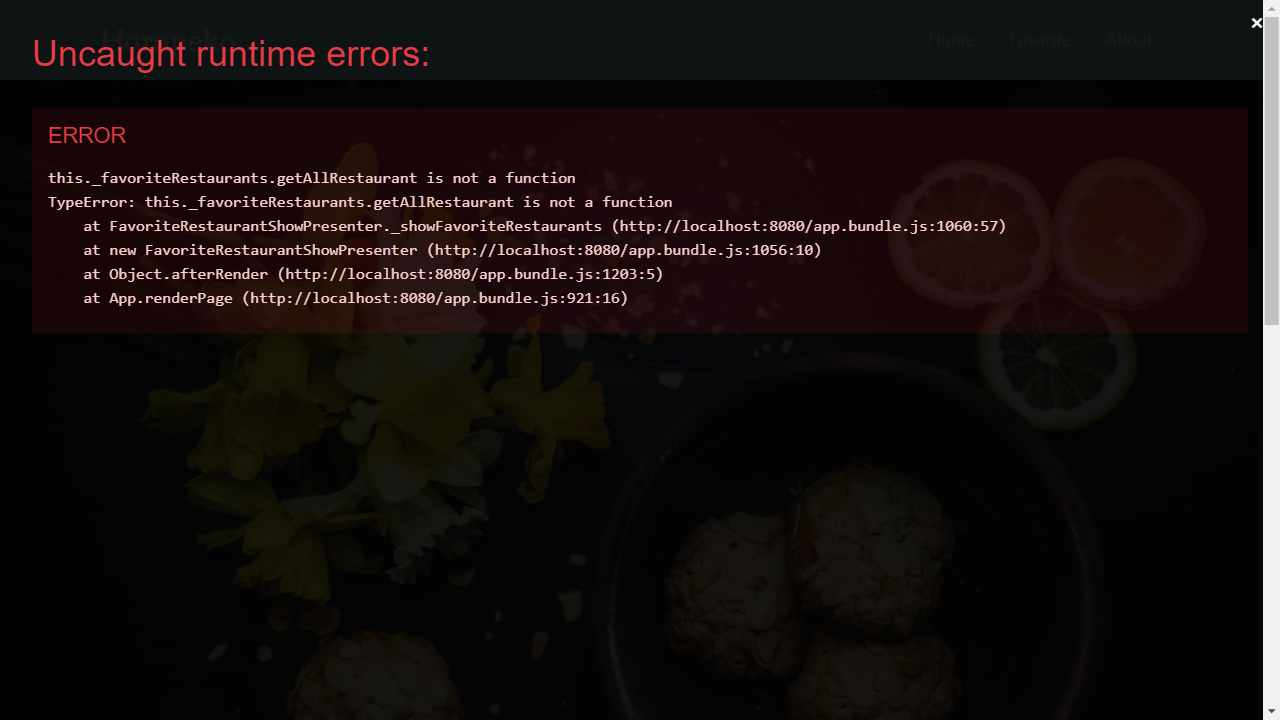 Harapeko
Home Favorite About
×
Uncaught runtime errors:
ERROR
this._favoriteRestaurants.getAllRestaurant is not a function
TypeError: this._favoriteRestaurants.getAllRestaurant is not a function
at FavoriteRestaurantShowPresenter._showFavoriteRestaurants (http://localhost:8080/app.bundle.js:1060:57)
at new FavoriteRestaurantShowPresenter (http://localhost:8080/app.bundle.js:1056:10)
at Object.afterRender (http://localhost:8080/app.bundle.js:1203:5)
at App.renderPage (http://localhost:8080/app.bundle.js:921:16)